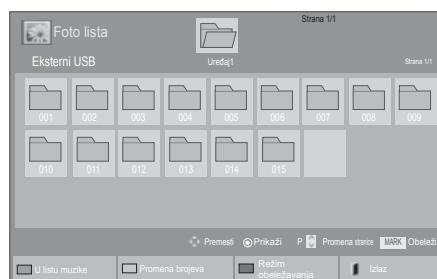 Strana 1/1
Foto lista
Eksterni USB
Uređaj1
Strana 1/1
001 002 003 004 005 006 007 008 009
010 011 012 013 014 015
Premesti Prikaži P Promena stranice MARK Obeleži
U listu muzike Promena brojeva Režim obeležavanja Izlaz